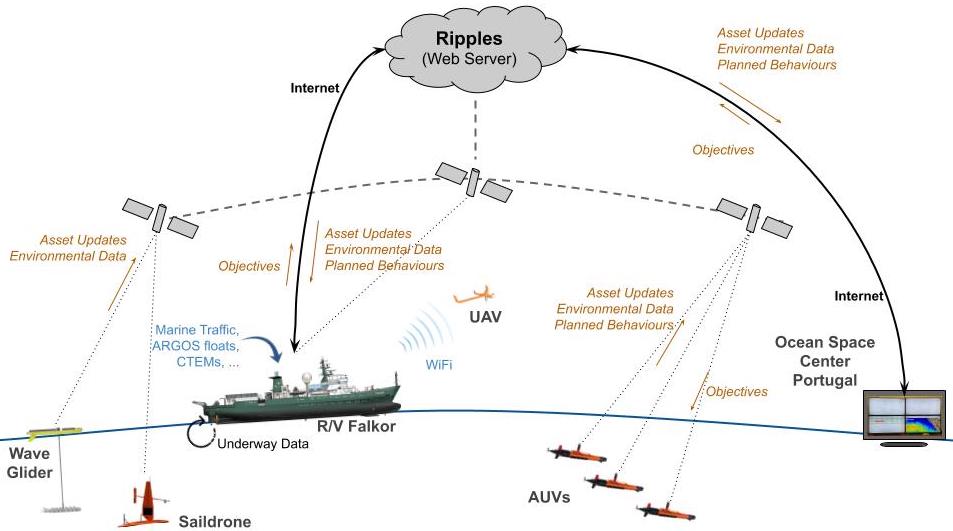 Ripples
(Web Server)
Asset Updates
Environmental Data
Planned Behaviours
Internet
Objectives
Asset Updates
Environmental Data
Objectives
Asset Updates
Environmental Data
Planned Behaviours
Asset Updates
Environmental Data
Planned Behaviours
Internet
UAV
Marine Traffic,
ARGOS floats,
CTEMs, ...
WiFi
Ocean Space
Center
Portugal
Objectives
R/V Falkor
Underway Data
Wave
Glider
AUVs
Saildrone